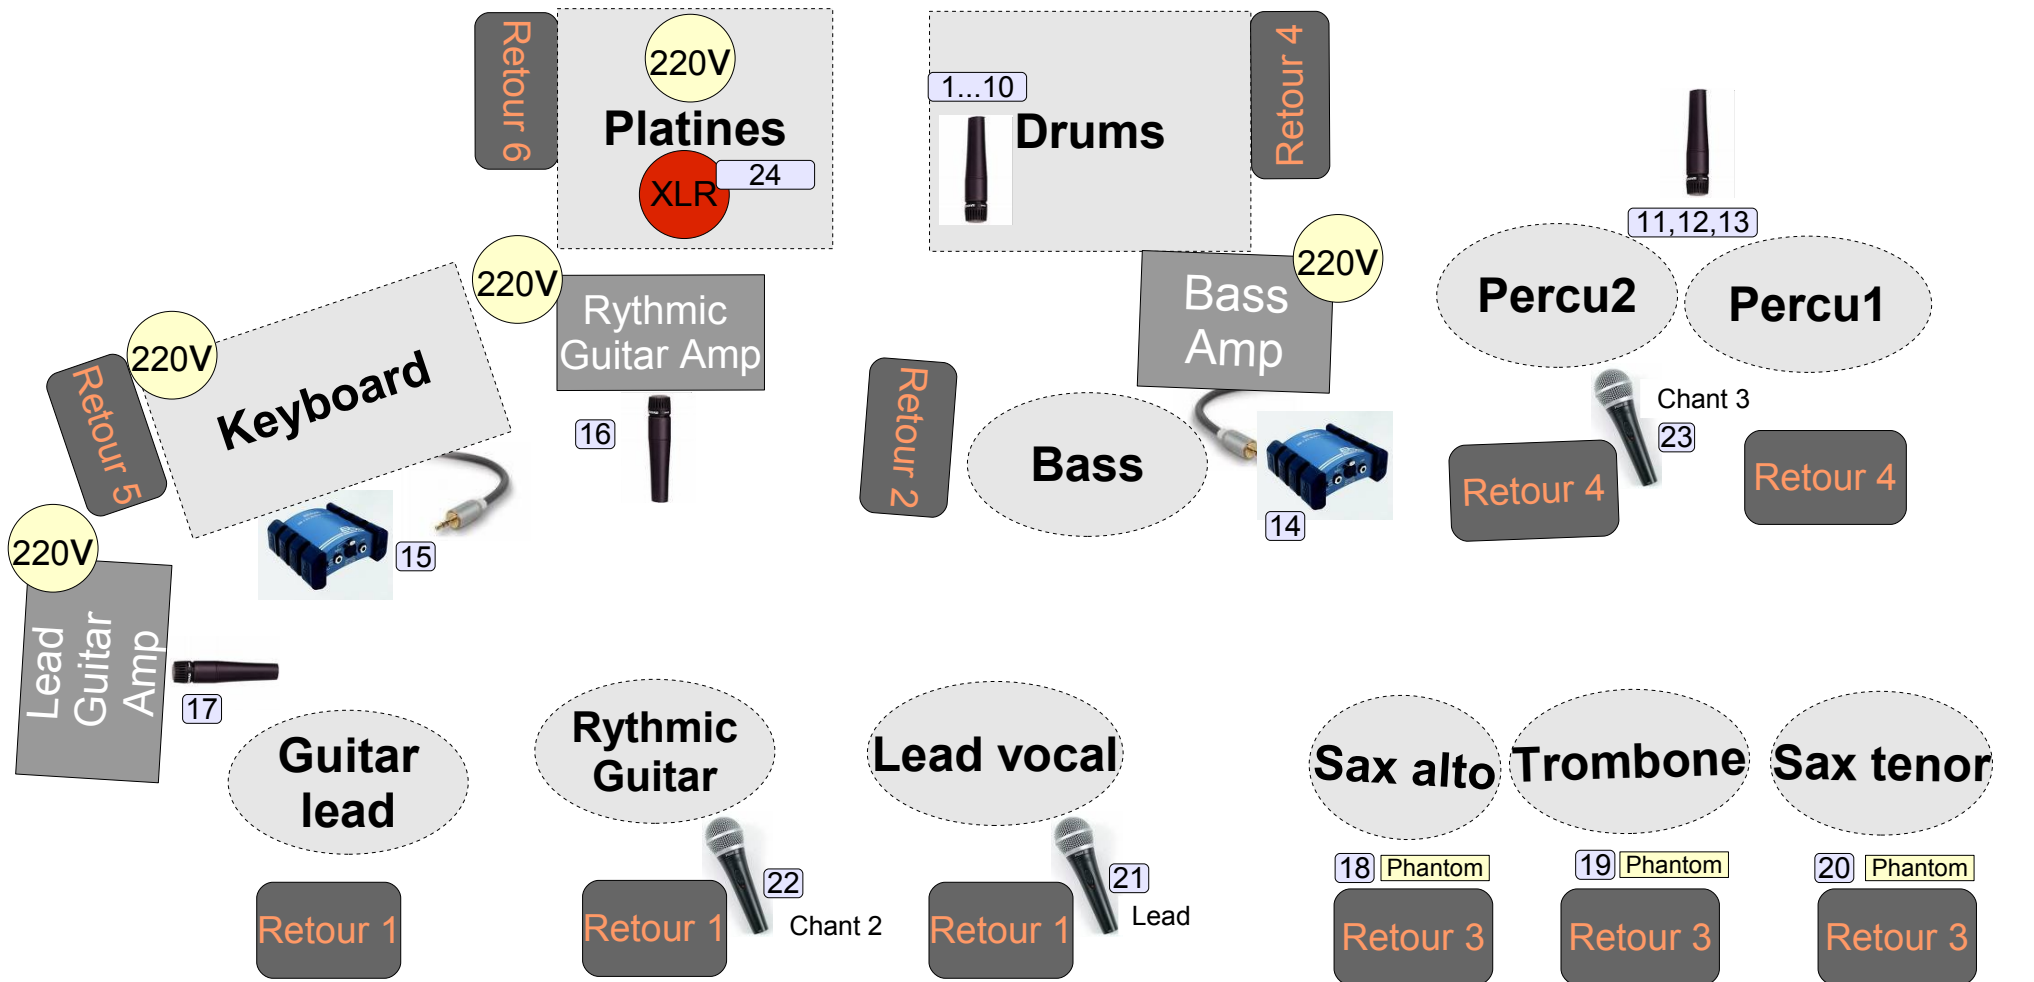 Retour 6
220V
Platines
XLR
24
1...10
Drums
Retour 4
11,12,13
Percu2
Percu1
Chant 3
23
Retour 4
Retour 4
220V
Bass
Amp
220V
Rythmic
Guitar Amp
16
Retour 2
Bass
14
220V
Keyboard
Retour 5
15
220V
Lead
Guitar
Amp
17
Guitar
lead
Rythmic
Guitar
Lead vocal
Sax alto
Trombone
Sax tenor
22
Chant 2
21
Lead
18
Phantom
19
Phantom
20
Phantom
Retour 1
Retour 1
Retour 1
Retour 3
Retour 3
Retour 3